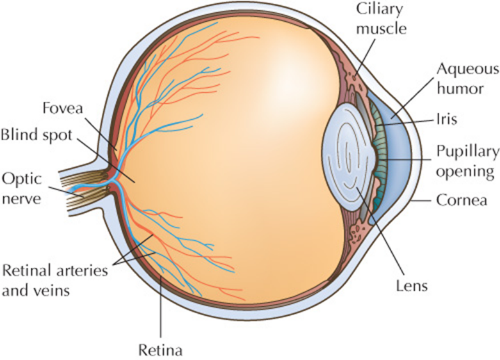 Ciliary
muscle
Aqueous
humor
Iris
Pupillary
opening
Cornea
Lens
Fovea
Blind spot
Optic
nerve
Retinal arteries
and veins
Retina